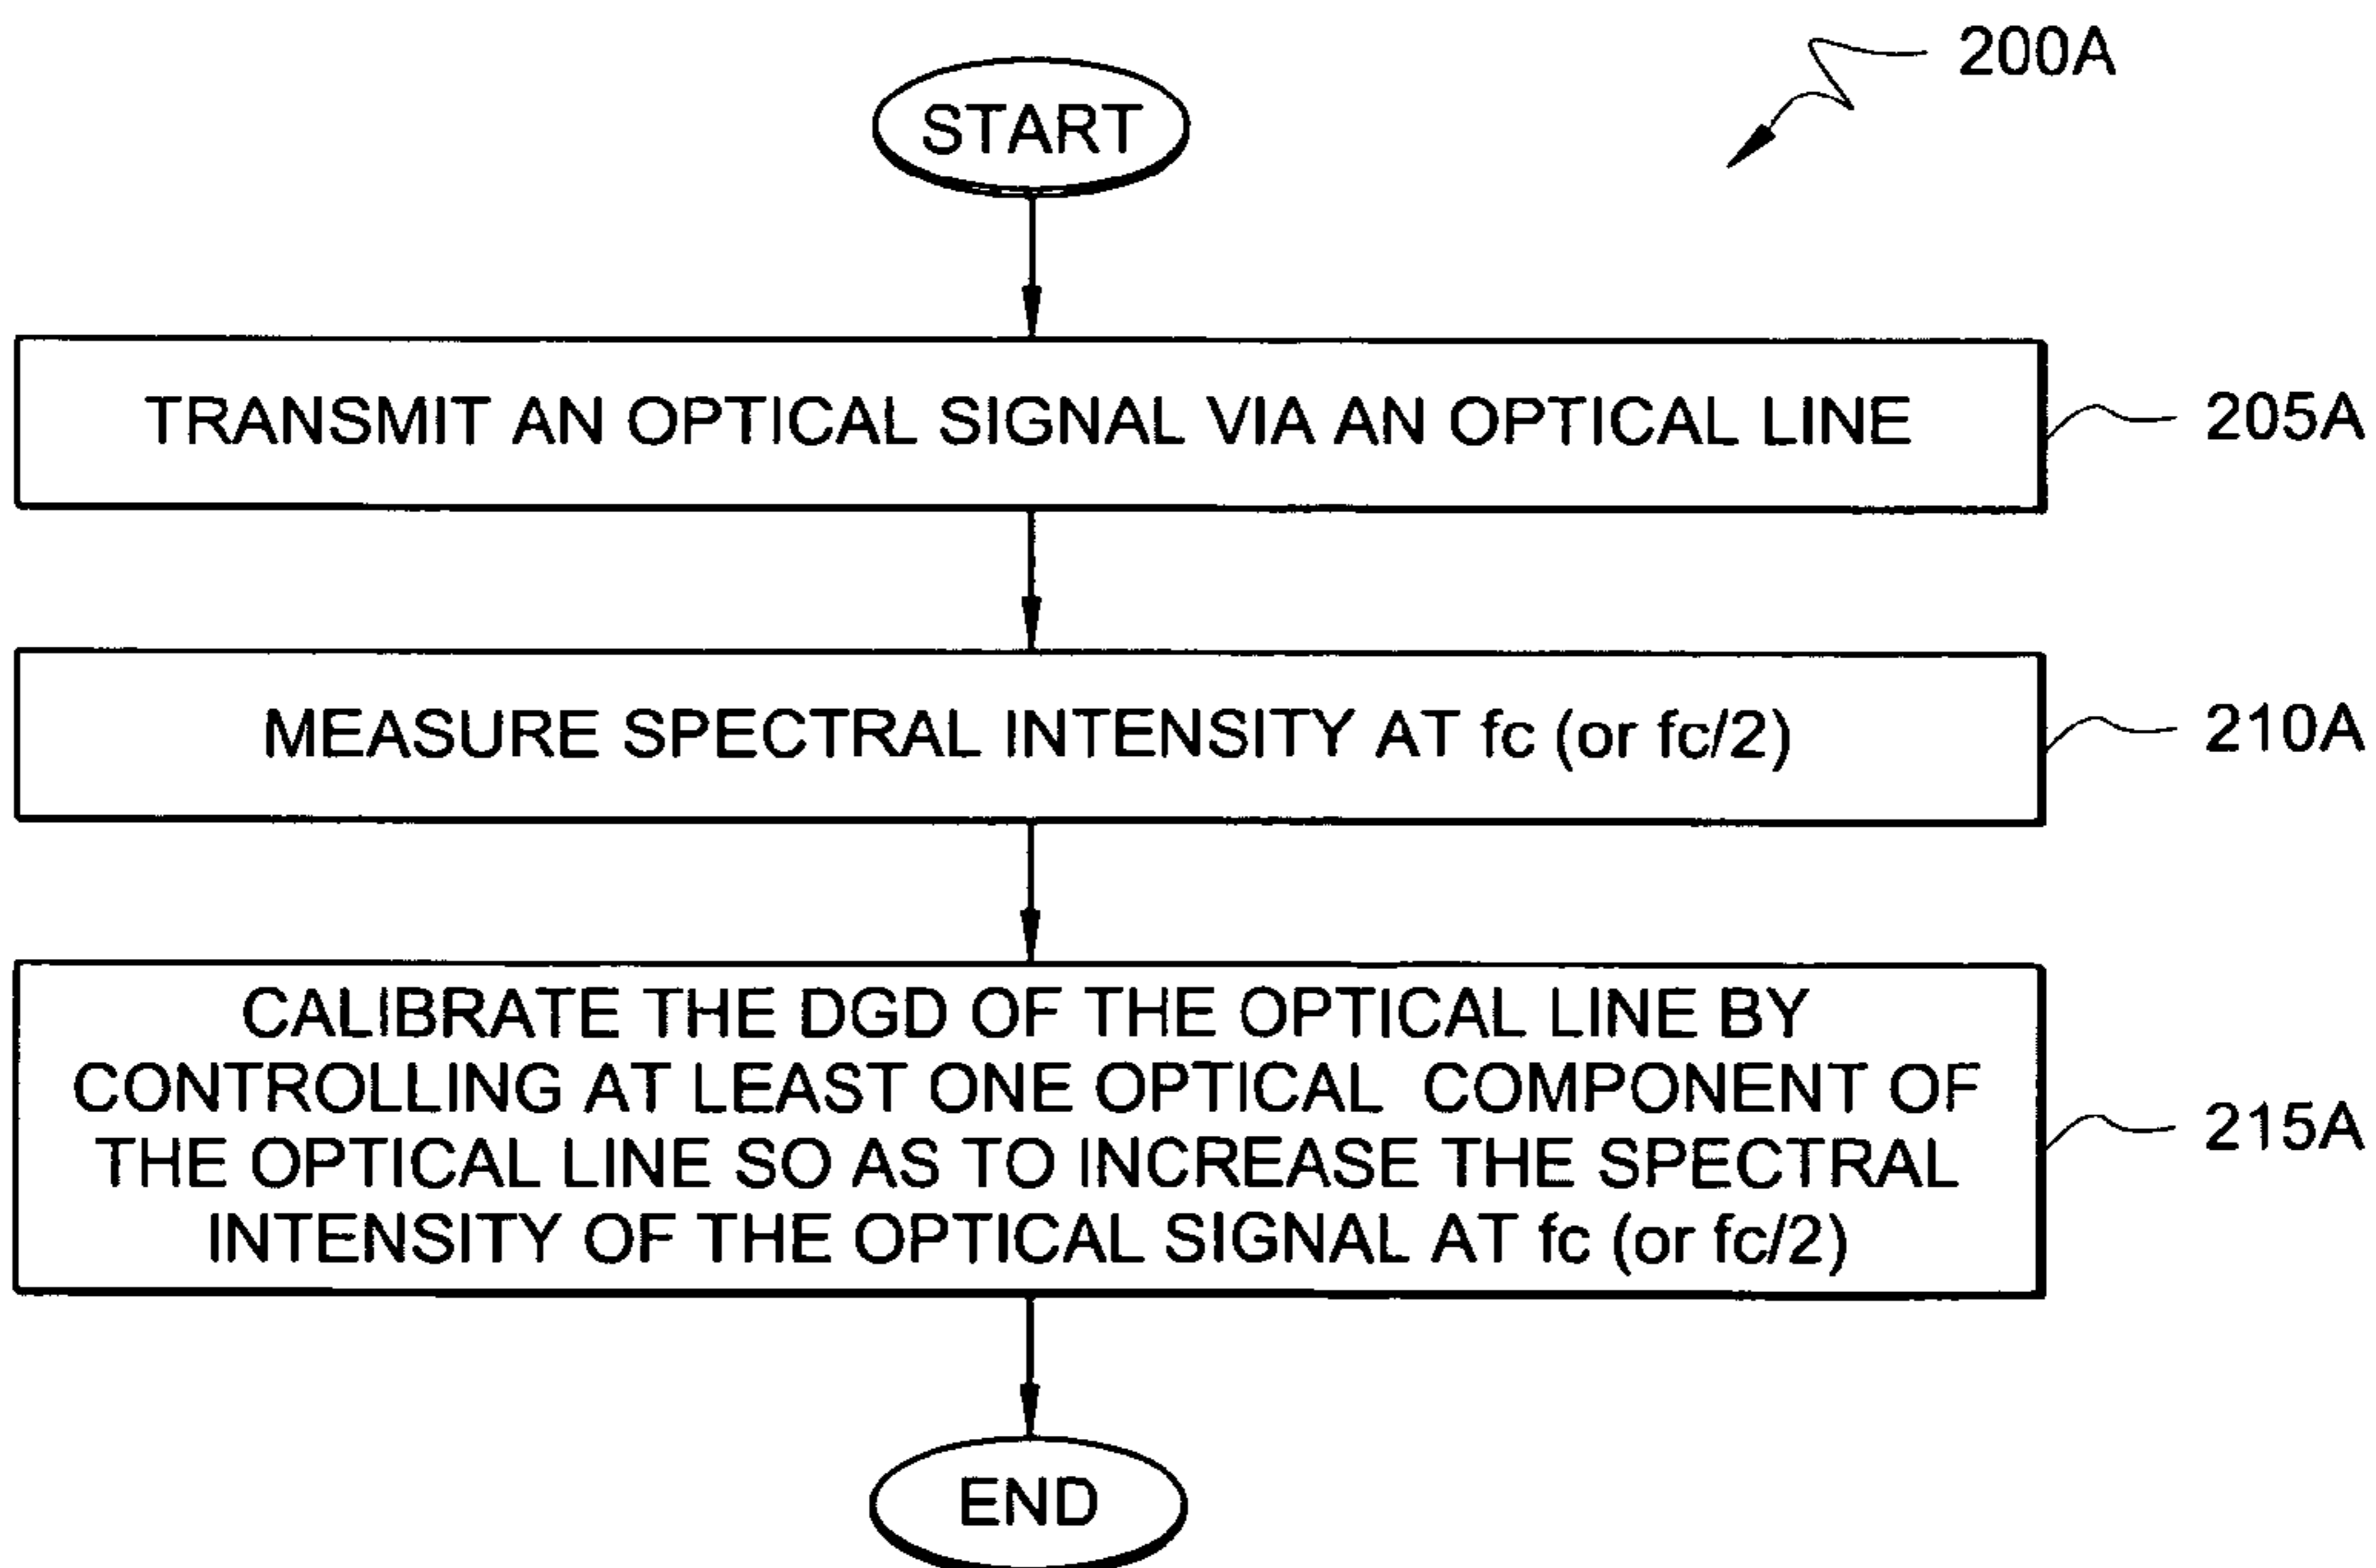 200A
START
TRANSMIT AN OPTICAL SIGNAL VIA AN OPTICAL LINE
205A
MEASURE SPECTRAL INTENSITY AT fc (or fc/2)
210A
CALIBRATE THE DGD OF THE OPTICAL LINE BY
CONTROLLING AT LEAST ONE OPTICAL COMPONENT OF
THE OPTICAL LINE SO AS TO INCREASE THE SPECTRAL
INTENSITY OF THE OPTICAL SIGNAL AT fc (or fc/2)
215A
END